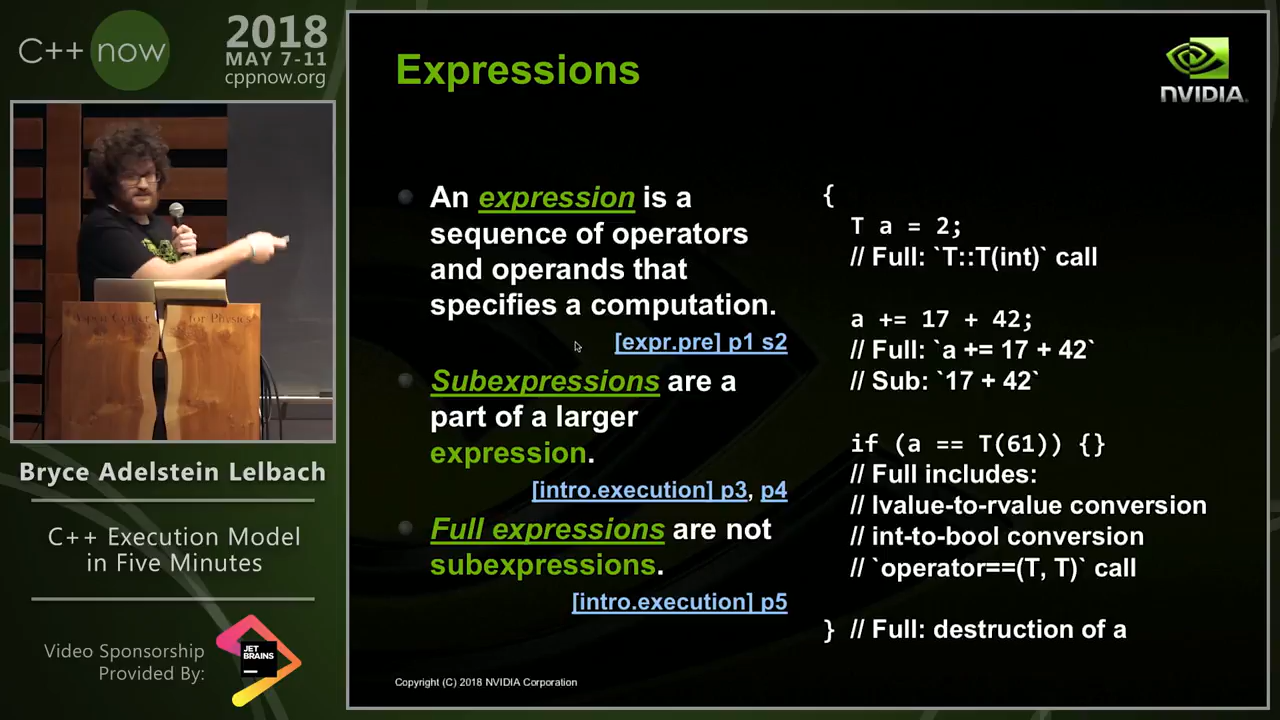 C++ now
2018
MAY 7-11
cppnow.org
Expressions
NVIDIA.
An expression is a
sequence of operators
and operands that
specifies a computation.
[expr.pre] p1 s2
Subexpressions are a
part of a larger
expression.
[intro.execution] p3, p4
Full expressions are not
subexpressions.
[intro.execution] p5
{
T a = 2;
// Full: `T::T(int)` call
a += 17 + 42;
// Full: `a += 17 + 42`
// Sub: `17 + 42`
if (a == T(61)) {}
// Full includes:
// lvalue-to-rvalue conversion
// int-to-bool conversion
// `operator==(T, T)` call
} // Full: destruction of a
Copyright (C) 2018 NVIDIA Corporation
Aspen Center for Physics
Bryce Adelstein Lelbach
C++ Execution Model
in Five Minutes
Video Sponsorship
Provided By:
JET
BRAINS